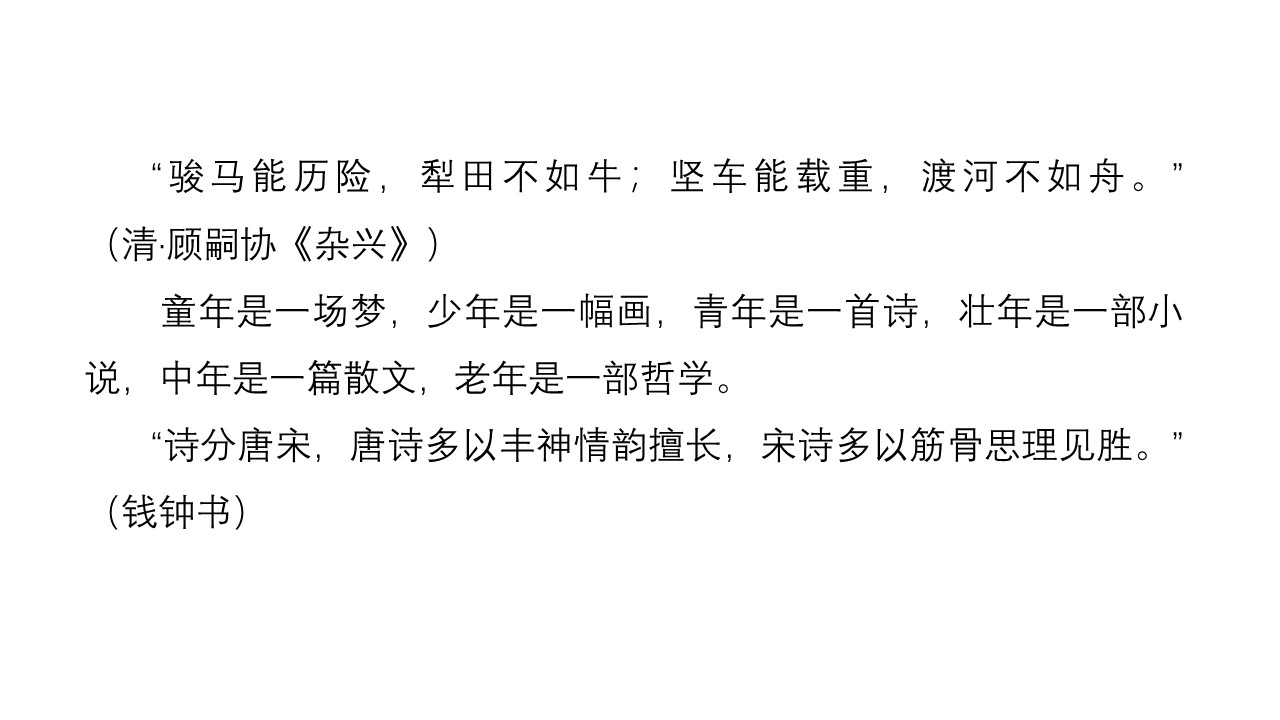 “骏马能历险，犁田不如牛；坚车能载重，渡河不如舟。”
（清·顾嗣协《杂兴》）
童年是一场梦，少年是一幅画，青年是一首诗，壮年是一部小
说，中年是一篇散文，老年是一部哲学。
“诗分唐宋，唐诗多以丰神情韵擅长，宋诗多以筋骨思理见胜。”
（钱钟书）